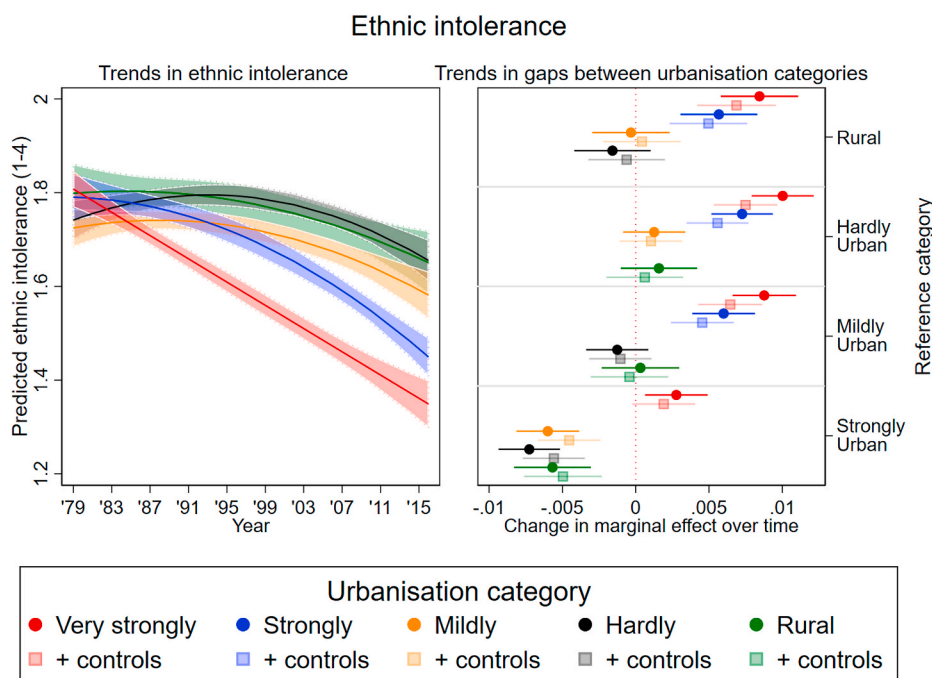 Ethnic intolerance
Trends in ethnic intolerance
Predicted ethnic intolerance (1-4)
2
1.8
1.6
1.4
1.2
'79 '83 '87 '91 '95 '99 '03 '07 '11 '15
Year
Trends in gaps between urbanisation categories
Rural
Hardly
Urban
Mildly
Urban
Strongly
Urban
Reference category
-.01 -.005 0 .005 .01
Change in marginal effect over time
Urbanisation category
Very strongly Strongly Mildly Hardly Rural
+ controls + controls + controls + controls + controls